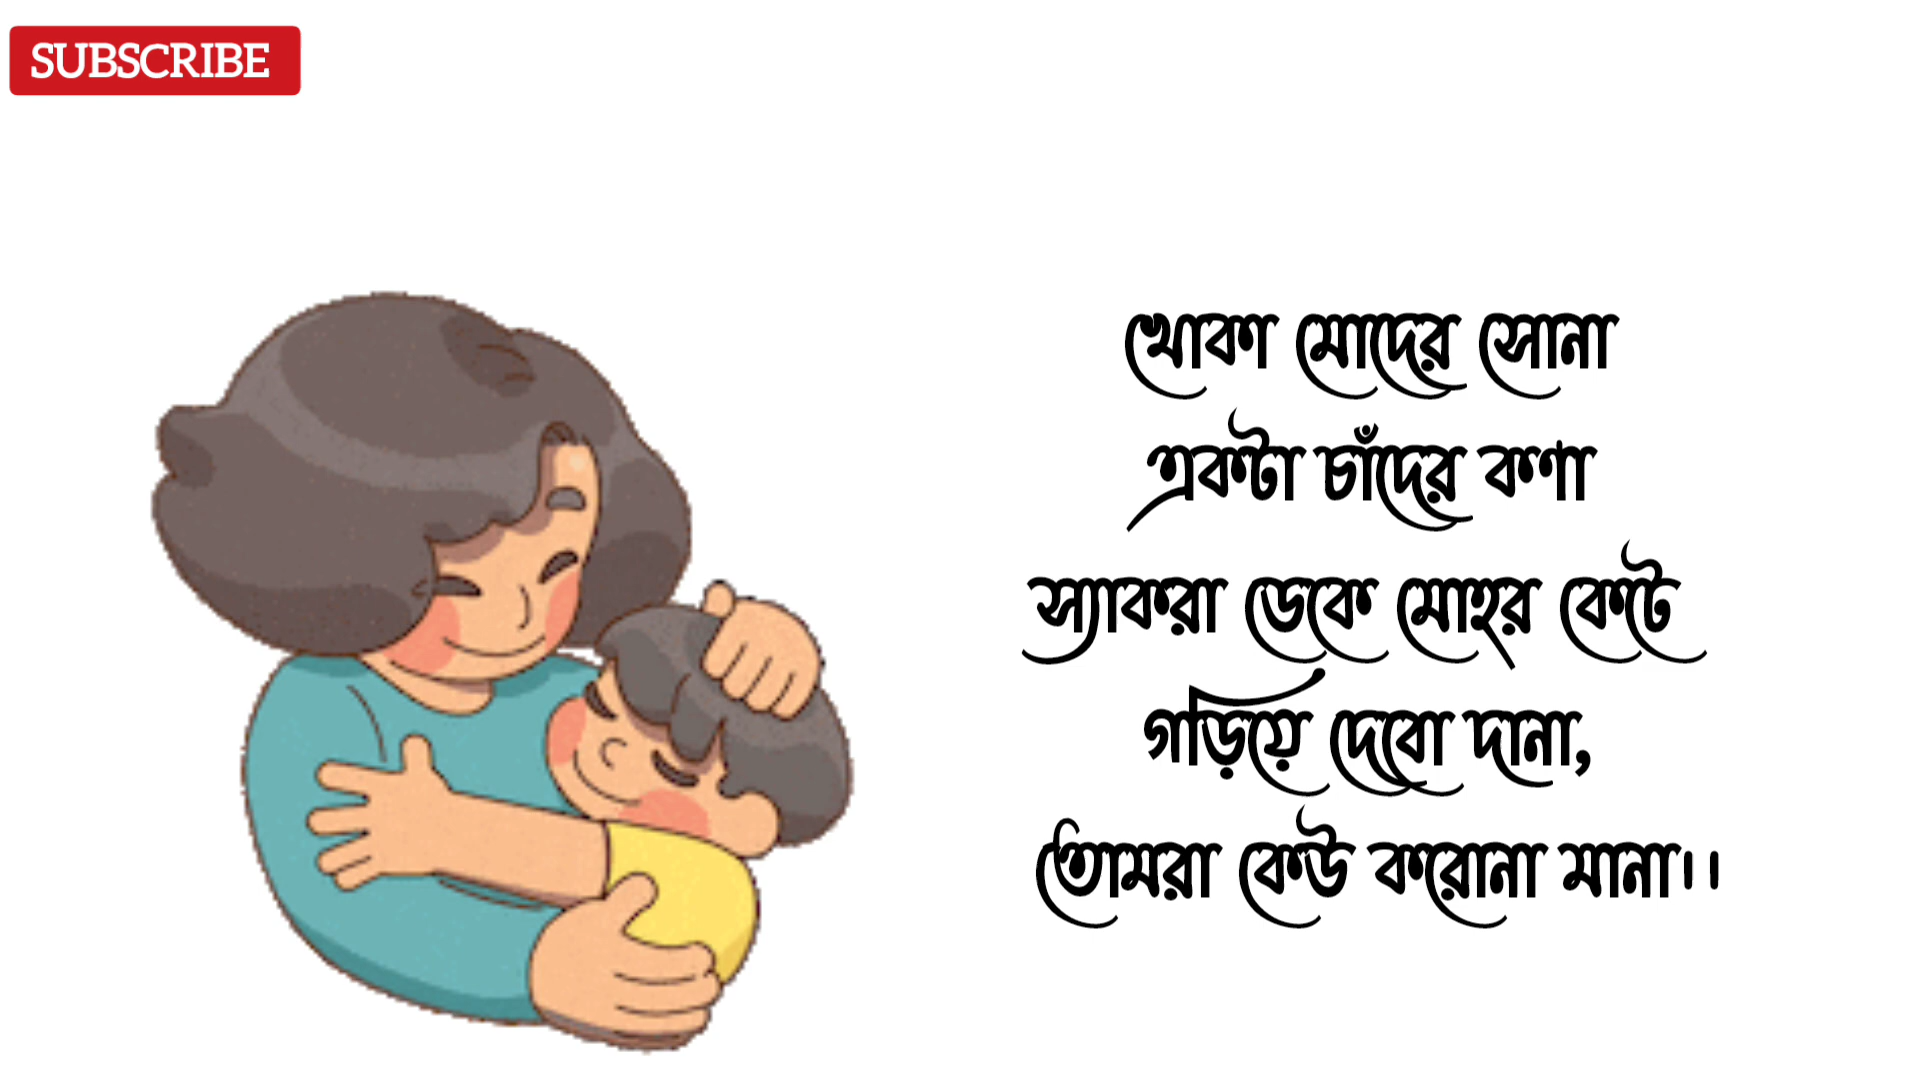 SUBSCRIBE
খোকা মোদের সোনা
একটা চাঁদের কণা
স্যাকরা ডেকে মোহর কেটে
গড়িয়ে দেবো দানা,
তোমরা কেউ করোনা মানা।।